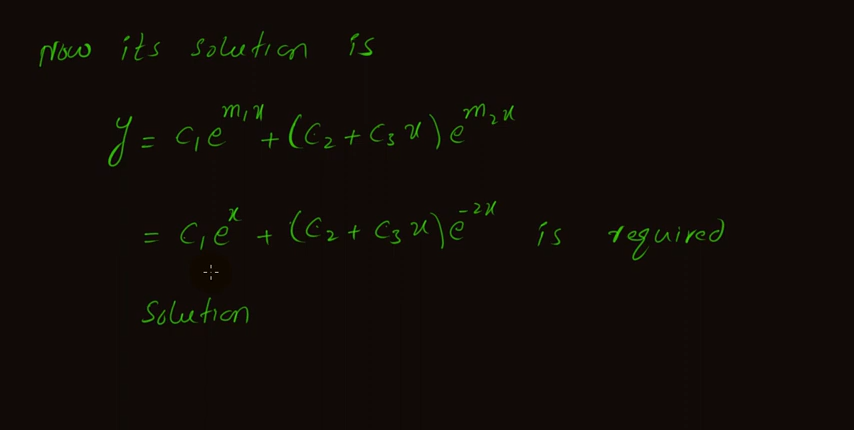 Now its solution is
y = c₁e^{m₁x} + (c₂ + c₃x)e^{m₂x}
= c₁e^x + (c₂ + c₃x)e^{-2x} is required
Solution